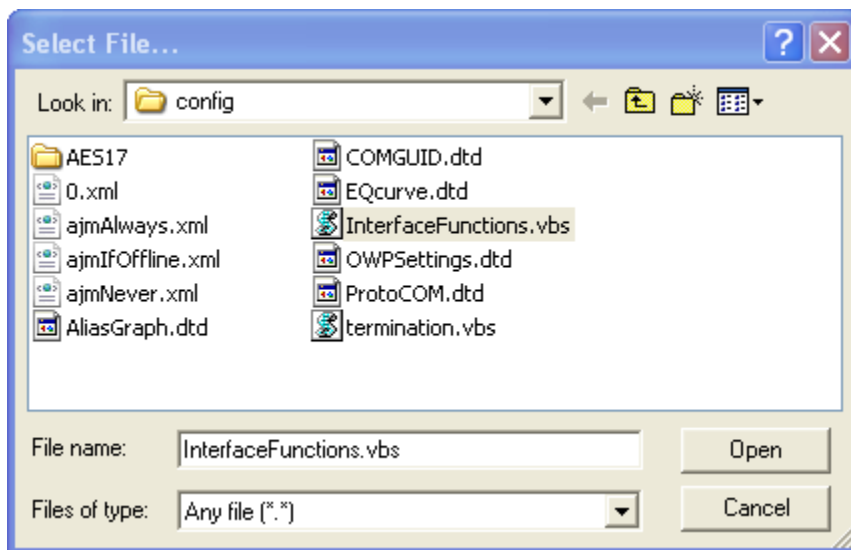 Select File...
Look in: config
AES17
0.xml
ajmAlways.xml
ajmIfOffline.xml
ajmNever.xml
AliasGraph.dtd
COMGUID.dtd
EQcurve.dtd
InterfaceFunctions.vbs
OWPSettings.dtd
ProtoCOM.dtd
termination.vbs
File name: InterfaceFunctions.vbs Open
Files of type: Any file (*.*) Cancel